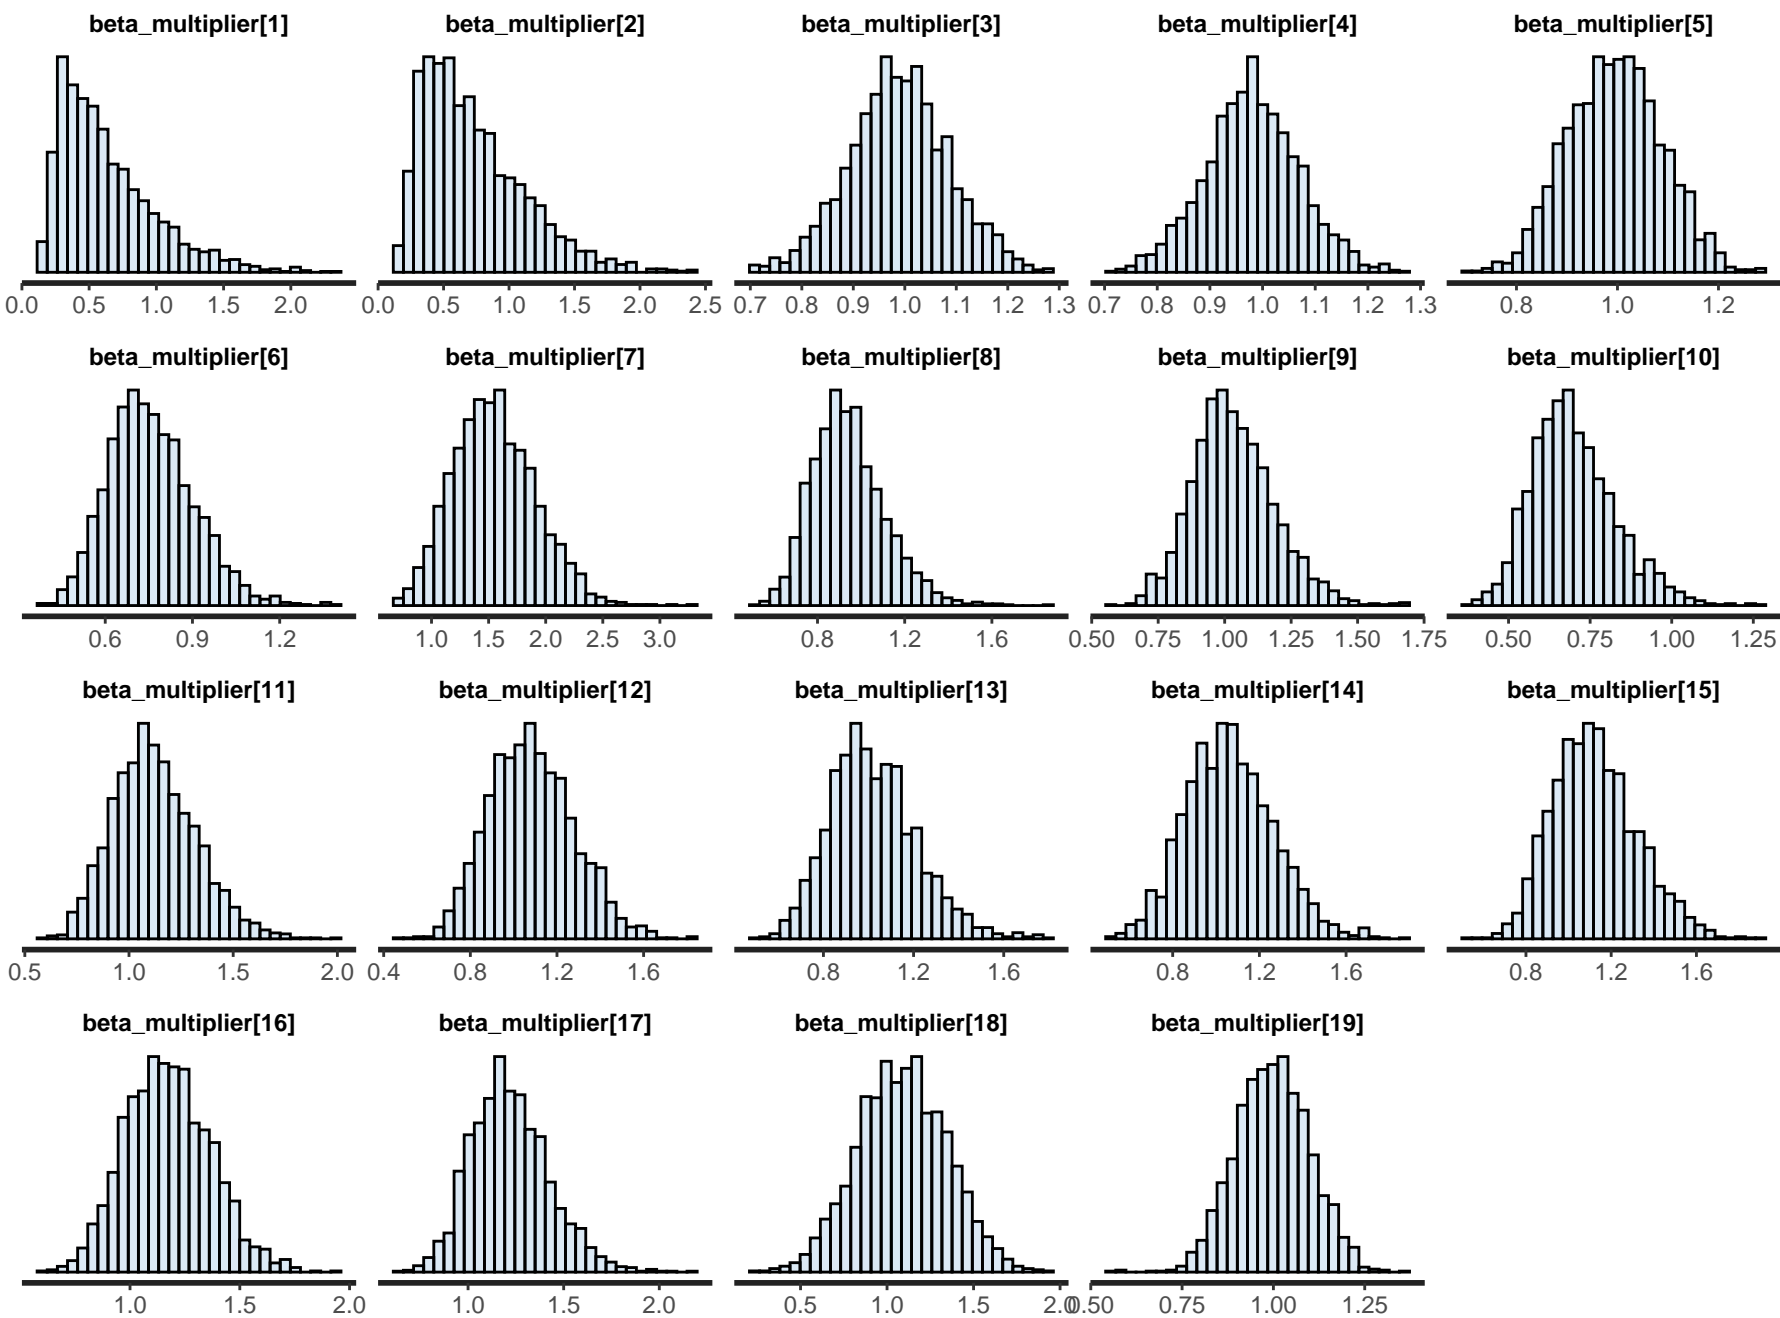 beta_multiplier[1] beta_multiplier[2] beta_multiplier[3] beta_multiplier[4] beta_multiplier[5]
0.0 0.5 1.0 1.5 2.0 0.0 0.5 1.0 1.5 2.0 2.5 0.7 0.8 0.9 1.0 1.1 1.2 1.3 0.7 0.8 0.9 1.0 1.1 1.2 1.3 0.8 1.0 1.2
beta_multiplier[6] beta_multiplier[7] beta_multiplier[8] beta_multiplier[9] beta_multiplier[10]
0.6 0.9 1.2 1.0 1.5 2.0 2.5 3.0 0.8 1.2 1.6 0.50 0.75 1.00 1.25 1.50 1.75 0.50 0.75 1.00 1.25
beta_multiplier[11] beta_multiplier[12] beta_multiplier[13] beta_multiplier[14] beta_multiplier[15]
0.5 1.0 1.5 2.0 0.4 0.8 1.2 1.6 0.8 1.2 1.6 0.8 1.2 1.6 0.8 1.2 1.6
beta_multiplier[16] beta_multiplier[17] beta_multiplier[18] beta_multiplier[19]
1.0 1.5 2.0 1.0 1.5 2.0 0.5 1.0 1.5 2.0 0.50 0.75 1.00 1.25